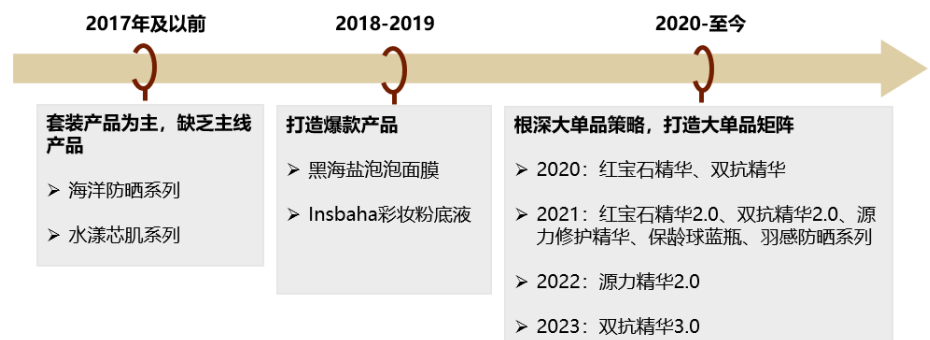 2017年及以前
2018-2019
2020-至今
套装产品为主，缺乏主线
产品
➢ 海洋防晒系列
➢ 水漾芯肌系列
打造爆款产品
➢ 黑海盐泡泡面膜
➢ Insbaha彩妆粉底液
根深大单品策略，打造大单品矩阵
➢ 2020：红宝石精华、双抗精华
➢ 2021：红宝石精华2.0、双抗精华2.0、源
力修护精华、保龄球蓝瓶、羽感防晒系列
➢ 2022：源力精华2.0
➢ 2023：双抗精华3.0